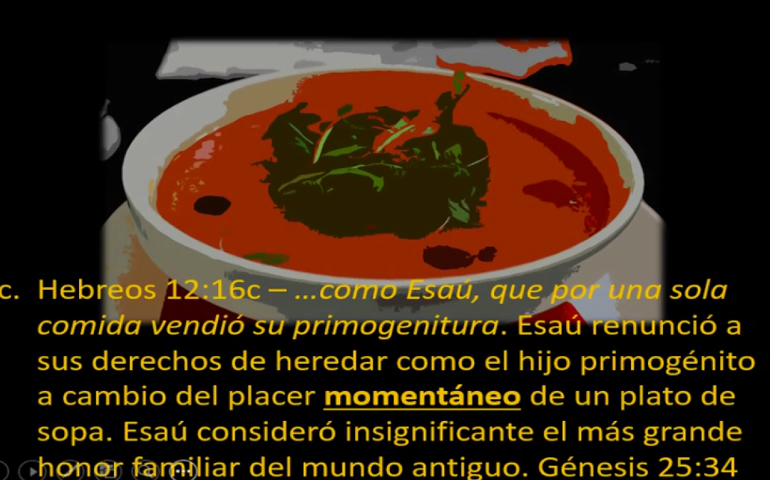 c. Hebreos 12:16c – ...como Esaú, que por una sola
comida vendió su primogenitura. Esaú renunció a
sus derechos de heredar como el hijo primogénito
a cambio del placer momentáneo de un plato de
sopa. Esaú consideró insignificante el más grande
honor familiar del mundo antiguo. Génesis 25:34